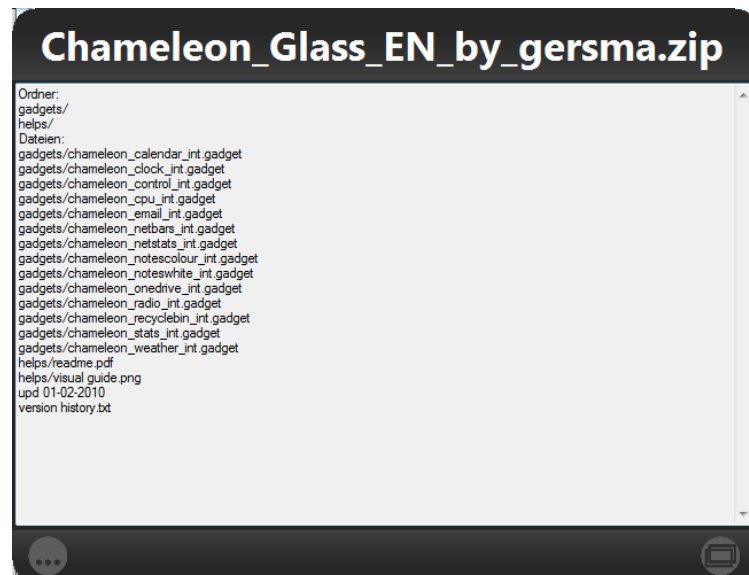 Chameleon_Glass_EN_by_gersma.zip
Ordner:
gadgets/
helps/
Dateien:
gadgets/chameleon_calendar_int.gadget
gadgets/chameleon_clock_int.gadget
gadgets/chameleon_control_int.gadget
gadgets/chameleon_cpu_int.gadget
gadgets/chameleon_email_int.gadget
gadgets/chameleon_netbars_int.gadget
gadgets/chameleon_netstats_int.gadget
gadgets/chameleon_notescolour_int.gadget
gadgets/chameleon_noteswhite_int.gadget
gadgets/chameleon_onedrive_int.gadget
gadgets/chameleon_radio_int.gadget
gadgets/chameleon_recyclebin_int.gadget
gadgets/chameleon_stats_int.gadget
gadgets/chameleon_weather_int.gadget
helps/readme.pdf
helps/visual guide.png
upd 01-02-2010
version history.txt